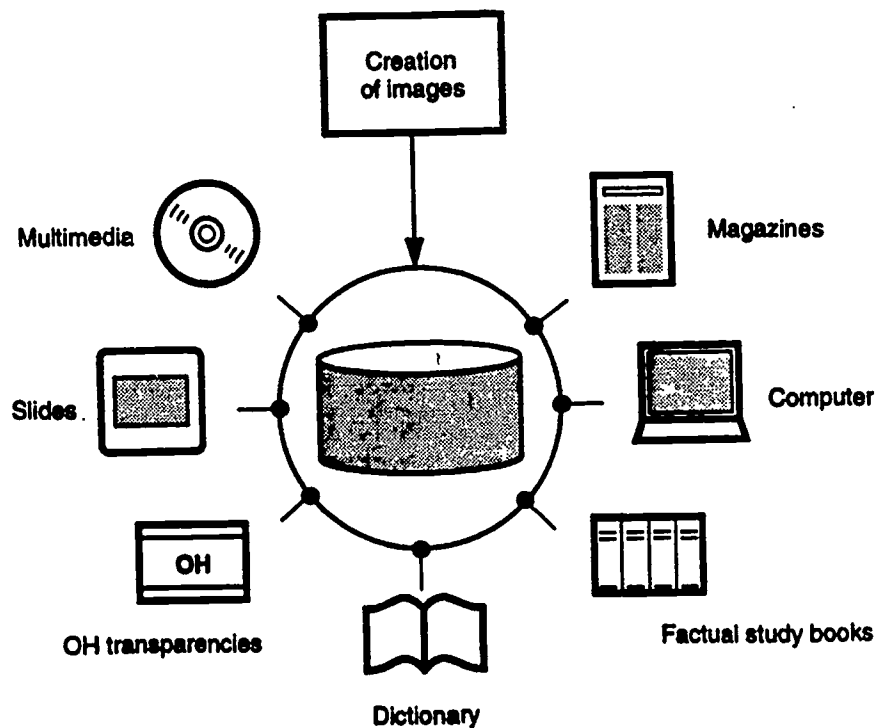 Creation
of images
Multimedia
Magazines
Slides
Computer
OH
OH transparencies
Factual study books
Dictionary